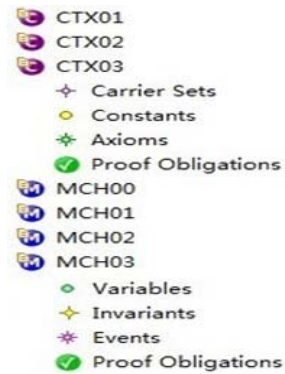 CTX01
CTX02
CTX03
Carrier Sets
Constants
Axioms
Proof Obligations
MCH00
MCH01
MCH02
MCH03
Variables
Invariants
Events
Proof Obligations